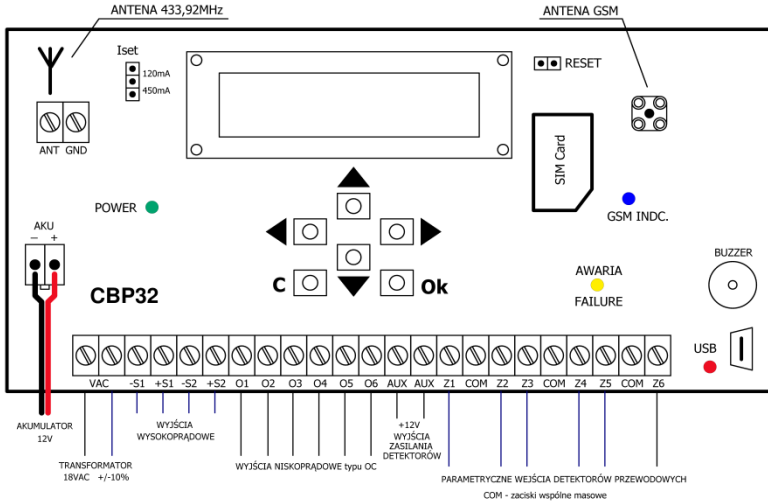 ANTENA 433,92MHz
ANTENA GSM
Iset
120mA
450mA
RESET
ANT GND
SIM Card
POWER
GSM INDC.
AKU
− +
BUZZER
AWARIA
FAILURE
C
Ok
CBP32
USB
VAC -S1 +S1 -S2 +S2 O1 O2 O3 O4 O5 O6 AUX AUX Z1 COM Z2 Z3 COM Z4 Z5 COM Z6
AKUMULATOR
12V
WYJŚCIA
WYSOKOPRĄDOWE
+12V
WYJŚCIA
ZASILANIA
DETEKTORÓW
TRANSFORMATOR
18VAC +/-10%
WYJŚCIA NISKOPRĄDOWE typu OC
PARAMETRYCZNE WEJŚCIA DETEKTORÓW PRZEWODOWYCH
COM - zaciski wspólne masowe